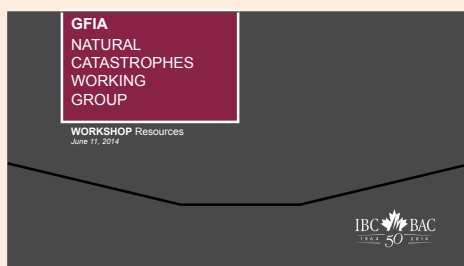 GFIA
NATURAL
CATASTROPHES
WORKING
GROUP
WORKSHOP Resources
June 11, 2014
IBC BAC
1964 50 2014